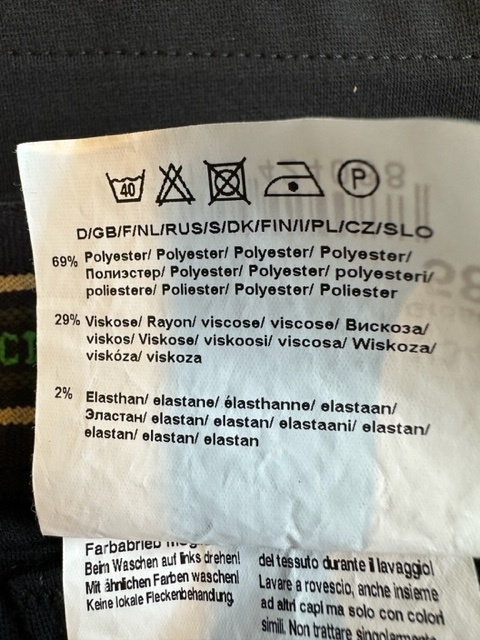 40 P
D/GB/F/NL/RUS/S/DK/FIN/I/PL/CZ/SLO
69% Polyester/ Polyester/ Polyester/ Polyester/
Полиэстер/ Polyester/ Polyester/ polyesteri/
poliestere/ Poliester/ Polyester/ Poliester
29% Viskose/ Rayon/ viscose/ viscose/ Вискоза/
viskos/ Viskose/ viskoosi/ viscosa/ Wiskoza/
viskóza/ viskoza
2% Elasthan/ elastane/ élasthanne/ elastaan/
Эластан/ elastan/ elastan/ elastaani/ elastan/
elastan/ elastan/ elastan
Farbabrieb
Beim Waschen auf links drehen!
Mit ähnlichen Farben waschen!
Keine lokale Fleckenbehandlung.
del tessuto durante il lavaggio!
Lavare a rovescio, anche insieme
ad altri capi ma solo con colori
simili. Non trattare singolarmente